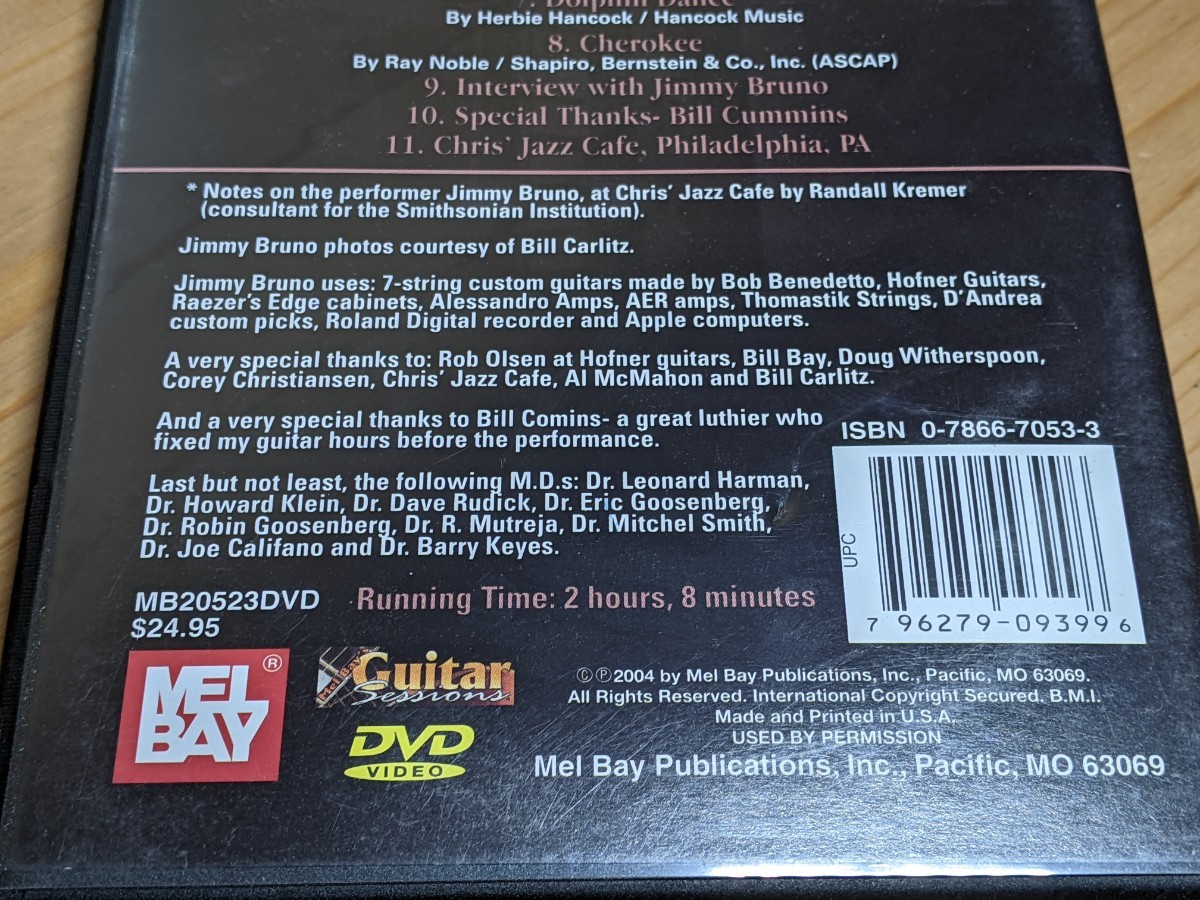 7. Dolphin Dance
By Herbie Hancock / Hancock Music
8. Cherokee
By Ray Noble / Shapiro, Bernstein & Co., Inc. (ASCAP)
9. Interview with Jimmy Bruno
10. Special Thanks- Bill Cummins
11. Chris' Jazz Cafe, Philadelphia, PA
* Notes on the performer Jimmy Bruno, at Chris' Jazz Cafe by Randall Kremer
(consultant for the Smithsonian Institution).
Jimmy Bruno photos courtesy of Bill Carlitz.
Jimmy Bruno uses: 7-string custom guitars made by Bob Benedetto, Hofner Guitars,
Raezer's Edge cabinets, Alessandro Amps, AER amps, Thomastik Strings, D'Andrea
custom picks, Roland Digital recorder and Apple computers.
A very special thanks to: Rob Olsen at Hofner guitars, Bill Bay, Doug Witherspoon,
Corey Christiansen, Chris' Jazz Cafe, Al McMahon and Bill Carlitz.
And a very special thanks to Bill Comins- a great luthier who
fixed my guitar hours before the performance.
Last but not least, the following M.D.s: Dr. Leonard Harman,
Dr. Howard Klein, Dr. Dave Rudick, Dr. Eric Goosenberg,
Dr. Robin Goosenberg, Dr. R. Mutreja, Dr. Mitchel Smith,
Dr. Joe Califano and Dr. Barry Keyes.
ISBN 0-7866-7053-3
UPC
7 96279-09399 6
MB20523DVD
$24.95
Running Time: 2 hours, 8 minutes
MEL
BAY
®
Mel Bay's
Guitar
Sessions
DVD
VIDEO
©℗2004 by Mel Bay Publications, Inc., Pacific, MO 63069.
All Rights Reserved. International Copyright Secured. B.M.I.
Made and Printed in U.S.A.
USED BY PERMISSION
Mel Bay Publications, Inc., Pacific, MO 63069